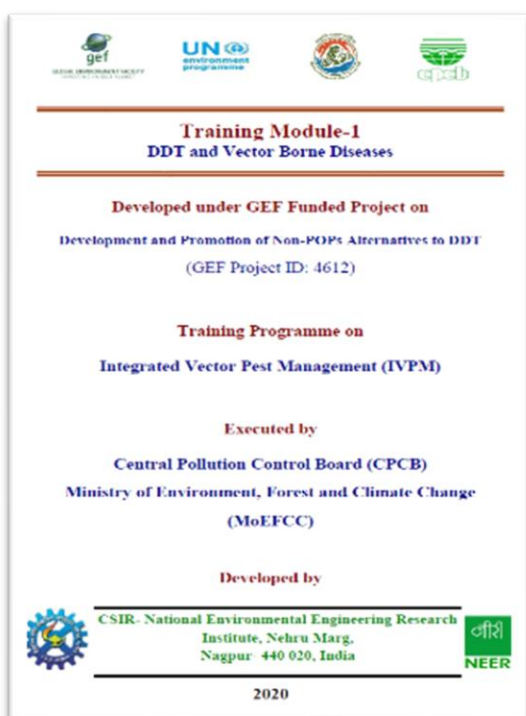 gef
GLOBAL ENVIRONMENT FACILITY
UN
environment
programme
cpcb
Training Module-1
DDT and Vector Borne Diseases
Developed under GEF Funded Project on
Development and Promotion of Non-POPs Alternatives to DDT
(GEF Project ID: 4612)
Training Programme on
Integrated Vector Pest Management (IVPM)
Executed by
Central Pollution Control Board (CPCB)
Ministry of Environment, Forest and Climate Change
(MoEFCC)
Developed by
CSIR- National Environmental Engineering Research
Institute, Nehru Marg,
Nagpur- 440 020, India
नीरी
NEER
2020